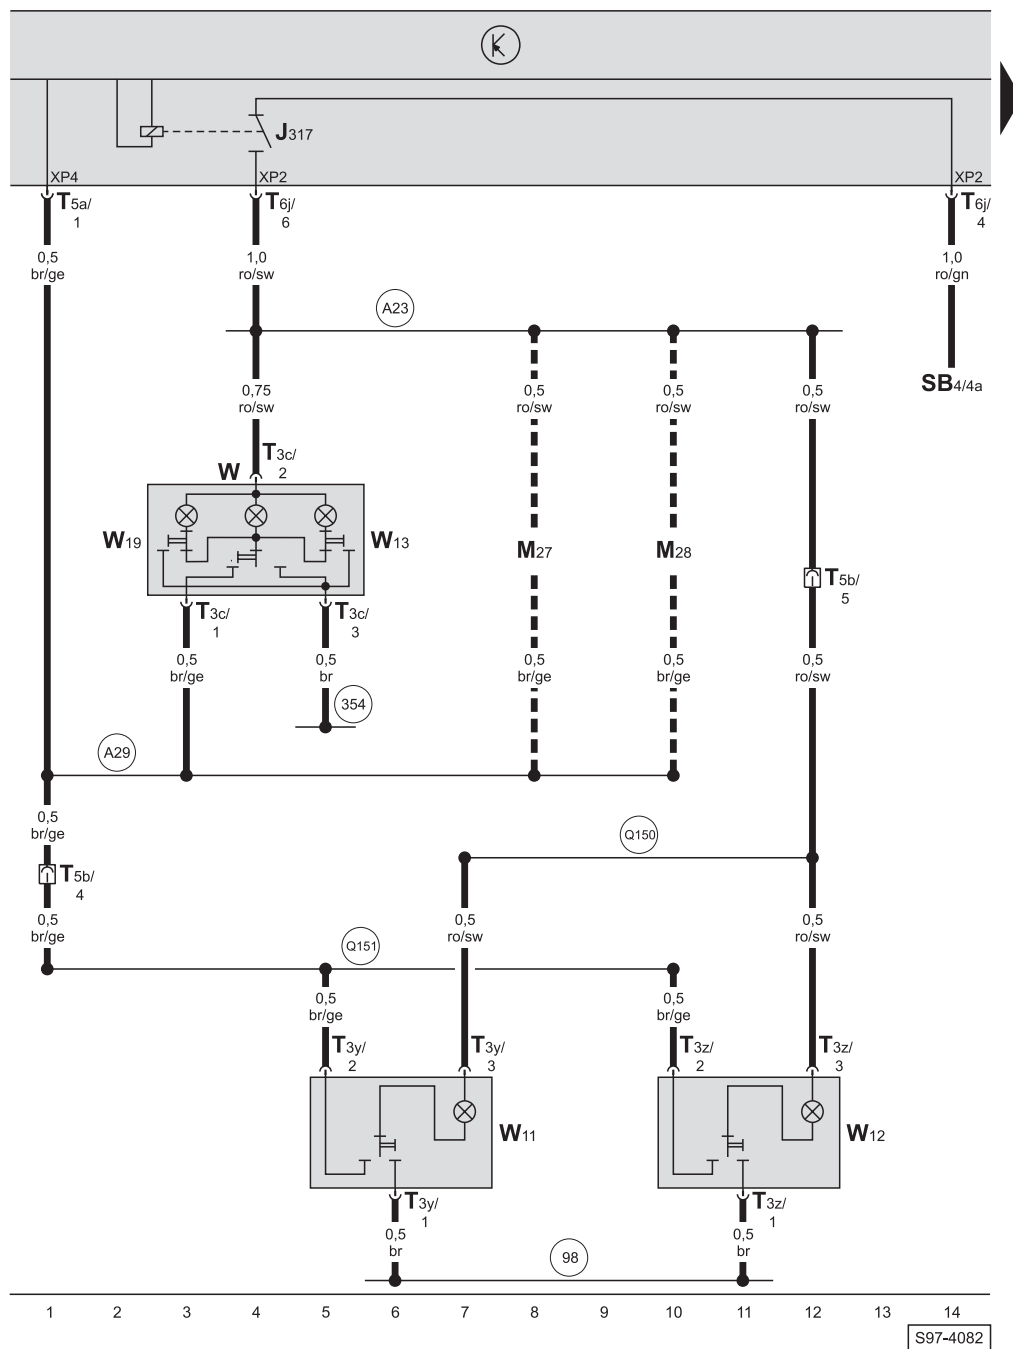 J317
XP4
XP2
XP2
T5a/
1
T6j/
6
T6j/
4
0,5
br/ge
1,0
ro/sw
1,0
ro/gn
A23
SB4/4a
0,75
ro/sw
0,5
ro/sw
0,5
ro/sw
0,5
ro/sw
T3c/
2
W
W19
W13
M27
M28
T5b/
5
T3c/
1
T3c/
3
0,5
br/ge
0,5
br
0,5
br/ge
0,5
br/ge
0,5
ro/sw
354
A29
0,5
br/ge
Q150
T5b/
4
0,5
br/ge
0,5
ro/sw
0,5
ro/sw
Q151
0,5
br/ge
0,5
br/ge
T3y/
2
T3y/
3
T3z/
2
T3z/
3
W11
W12
T3y/
1
T3z/
1
0,5
br
0,5
br
98
1 2 3 4 5 6 7 8 9 10 11 12 13 14
S97-4082